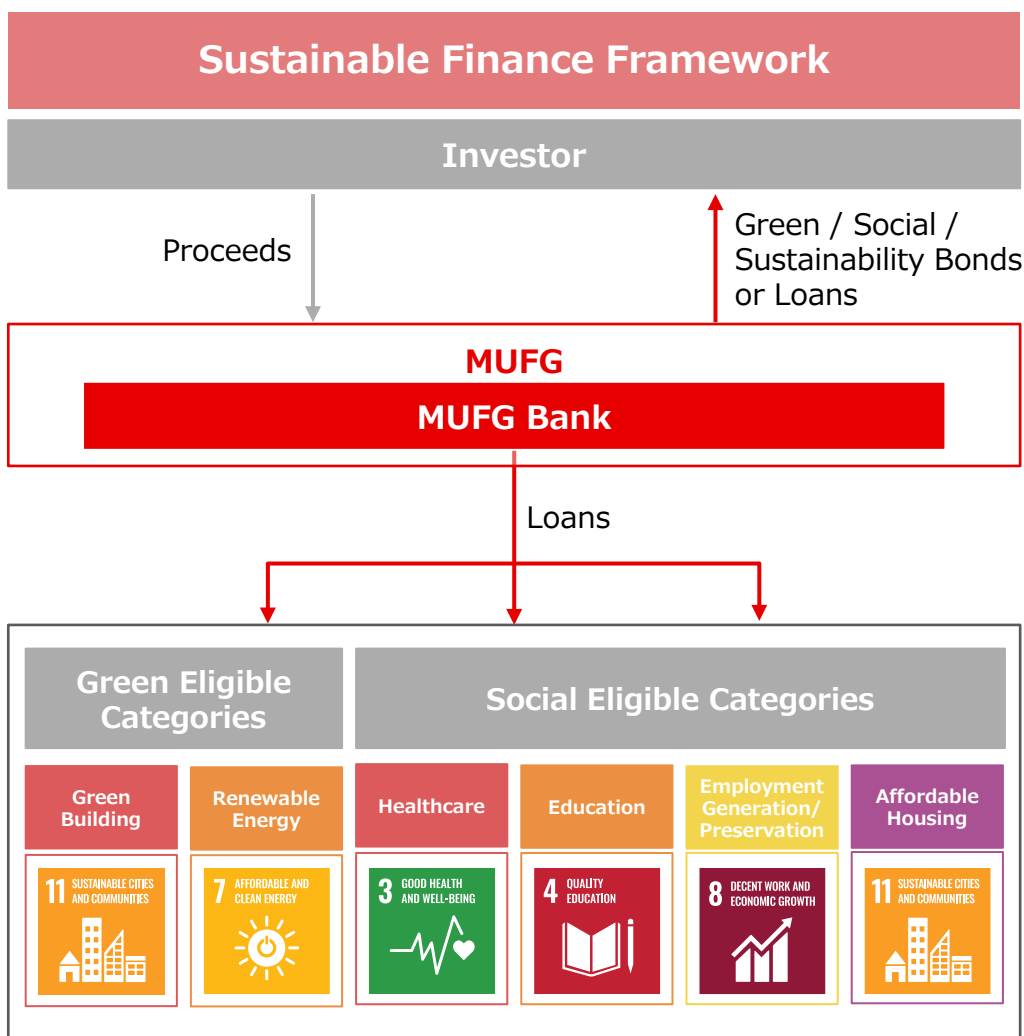 Sustainable Finance Framework
Investor
Proceeds
Green / Social /
Sustainability Bonds
or Loans
MUFG
MUFG Bank
Loans
Green Eligible
Categories
Social Eligible Categories
Green
Building
Renewable
Energy
Healthcare
Education
Employment
Generation/
Preservation
Affordable
Housing
11 SUSTAINABLE CITIES
AND COMMUNITIES
7 AFFORDABLE AND
CLEAN ENERGY
3 GOOD HEALTH
AND WELL-BEING
4 QUALITY
EDUCATION
8 DECENT WORK AND
ECONOMIC GROWTH
11 SUSTAINABLE CITIES
AND COMMUNITIES